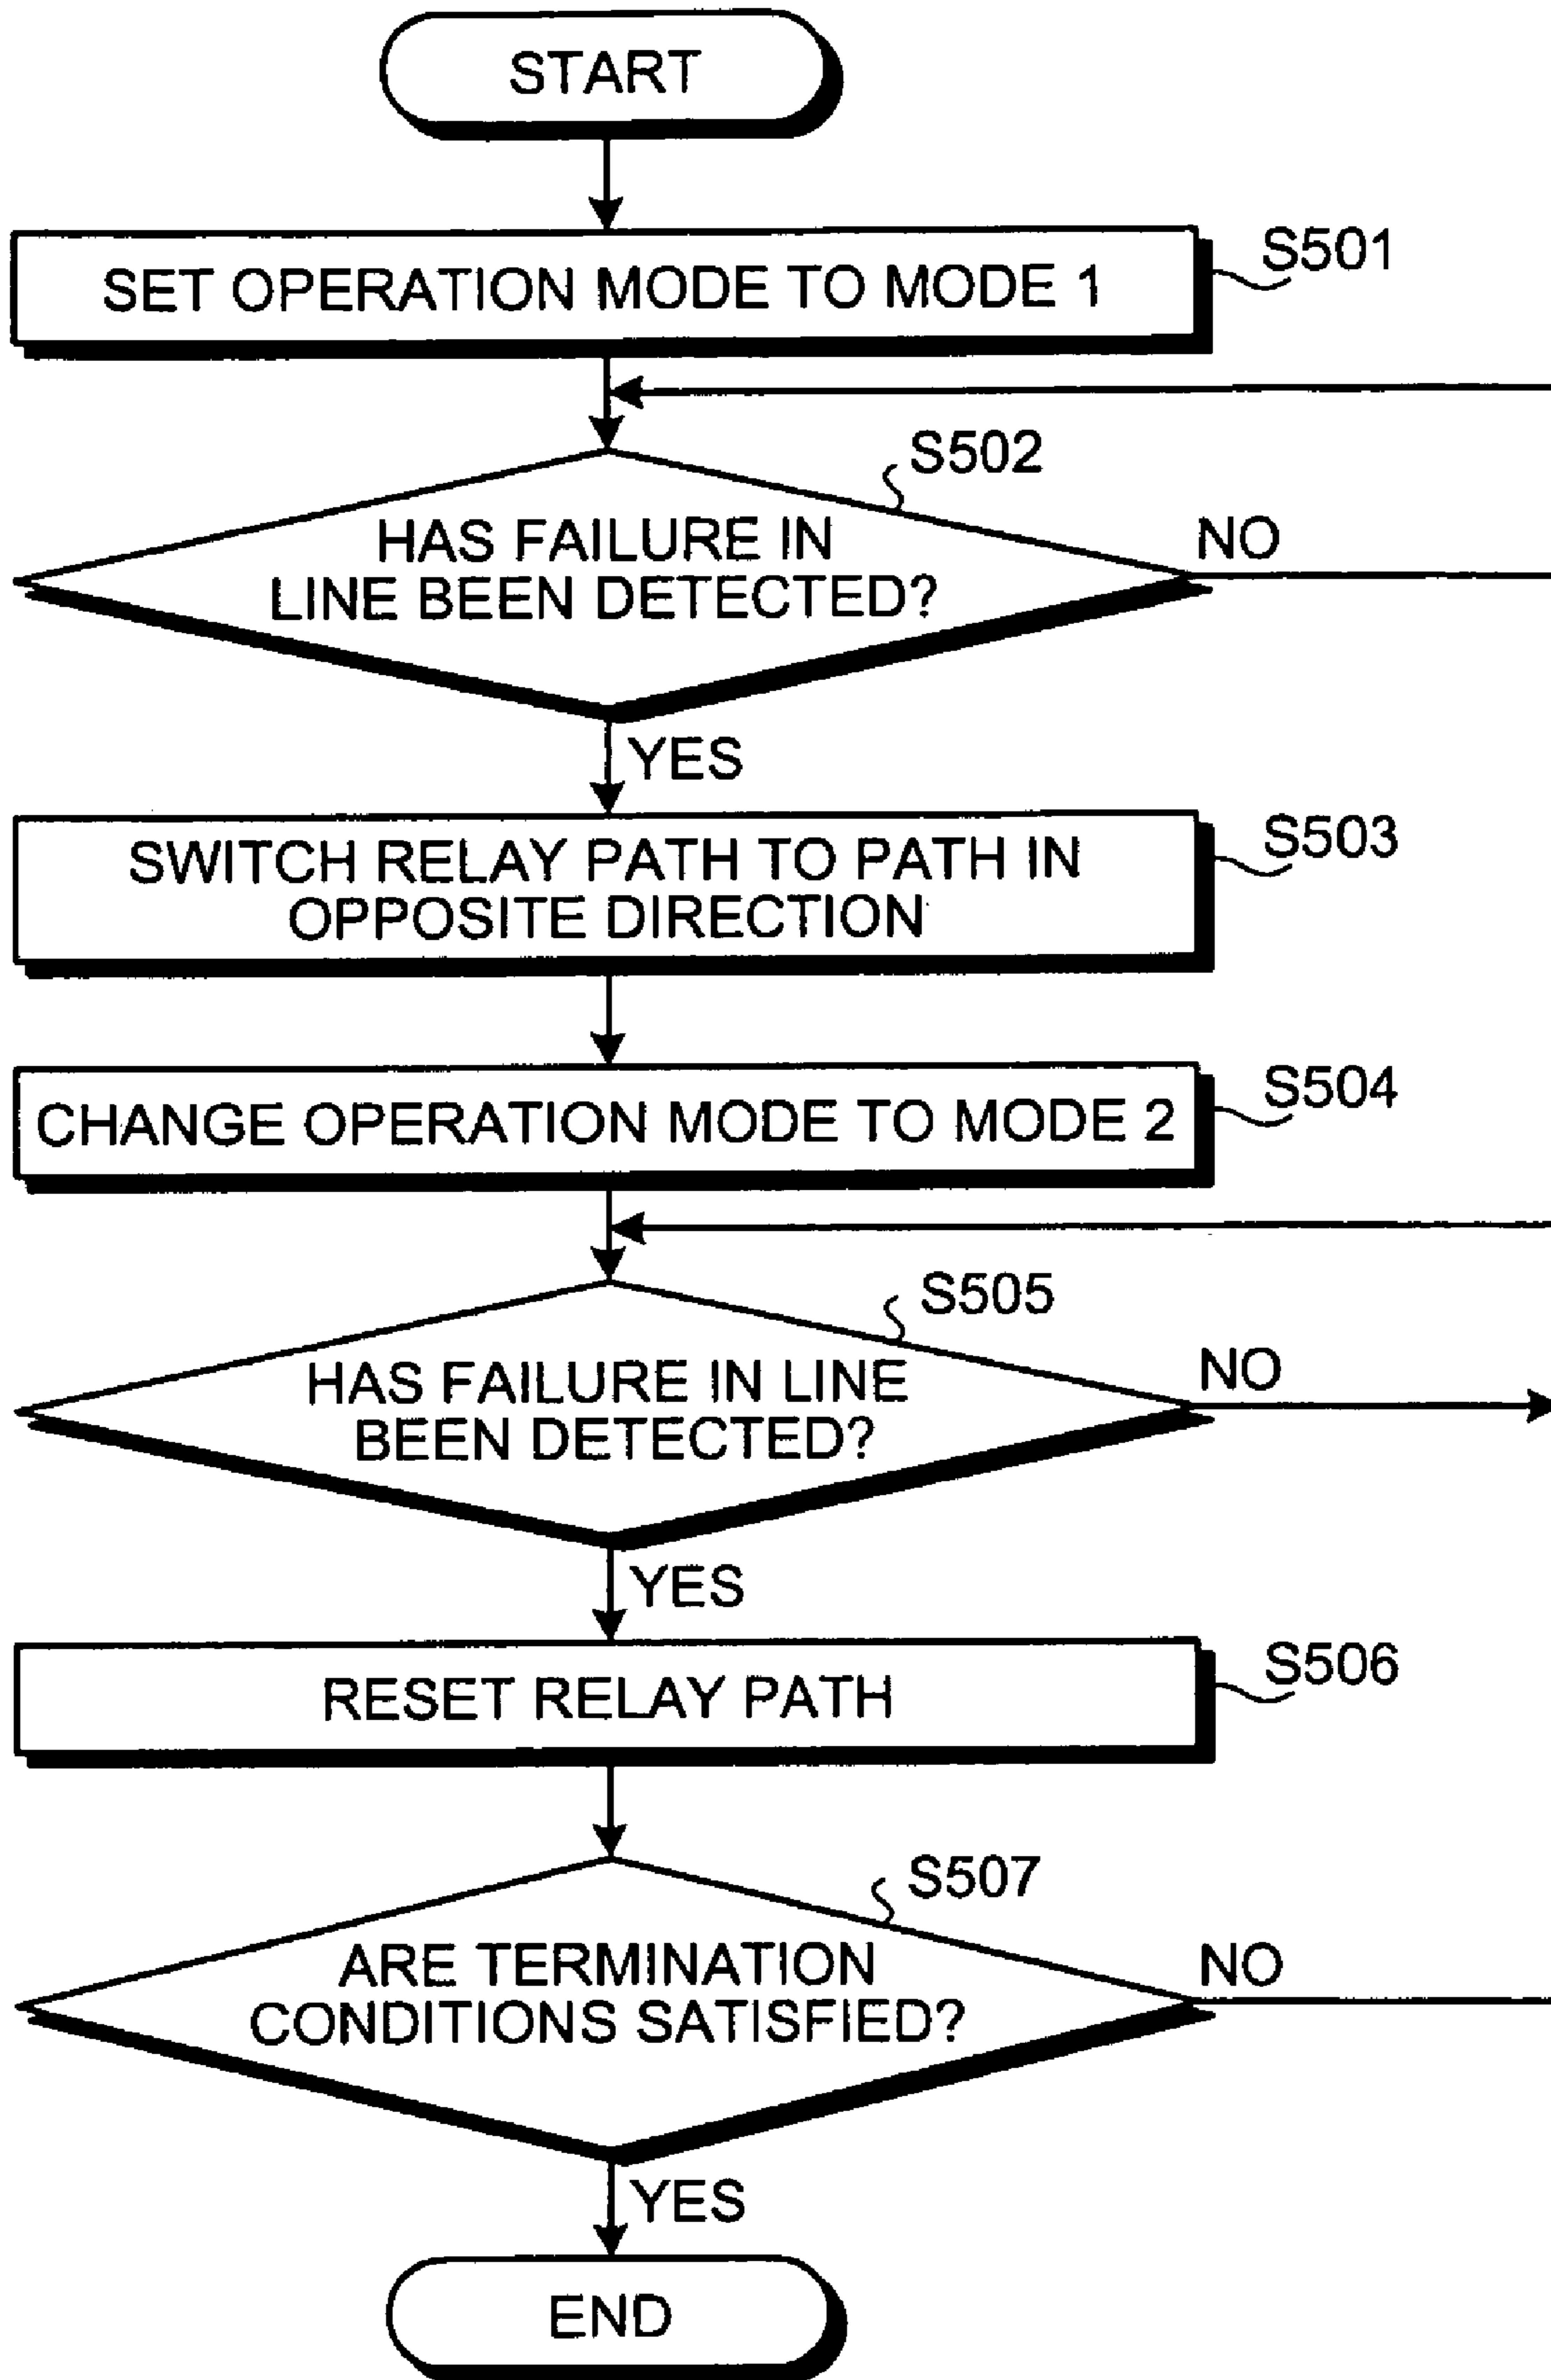 START
SET OPERATION MODE TO MODE 1
S501
S502
HAS FAILURE IN
LINE BEEN DETECTED?
NO
YES
SWITCH RELAY PATH TO PATH IN
OPPOSITE DIRECTION
S503
CHANGE OPERATION MODE TO MODE 2
S504
S505
HAS FAILURE IN LINE
BEEN DETECTED?
NO
YES
RESET RELAY PATH
S506
S507
ARE TERMINATION
CONDITIONS SATISFIED?
NO
YES
END